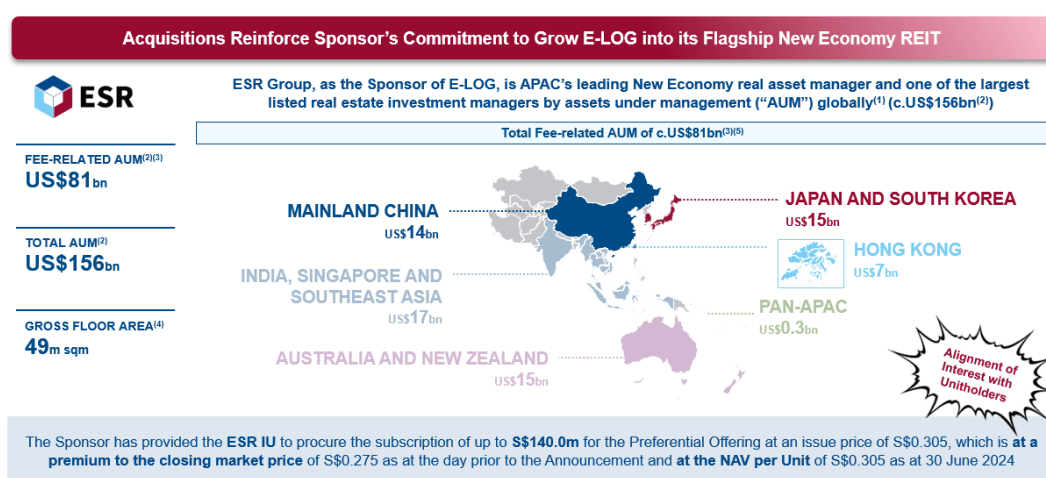 Acquisitions Reinforce Sponsor's Commitment to Grow E-LOG into its Flagship New Economy REIT
ESR
ESR Group, as the Sponsor of E-LOG, is APAC's leading New Economy real asset manager and one of the largest
listed real estate investment managers by assets under management ("AUM") globally(1) (c.US$156bn(2))
Total Fee-related AUM of c.US$81bn(3)(5)
FEE-RELATED AUM(2)(3)
US$81bn
TOTAL AUM(2)
US$156bn
GROSS FLOOR AREA(4)
49m sqm
MAINLAND CHINA
US$14bn
INDIA, SINGAPORE AND
SOUTHEAST ASIA
US$17bn
AUSTRALIA AND NEW ZEALAND
US$15bn
JAPAN AND SOUTH KOREA
US$15bn
HONG KONG
US$7bn
PAN-APAC
US$0.3bn
Alignment of
Interest with
Unitholders
The Sponsor has provided the ESR IU to procure the subscription of up to S$140.0m for the Preferential Offering at an issue price of S$0.305, which is at a
premium to the closing market price of S$0.275 as at the day prior to the Announcement and at the NAV per Unit of S$0.305 as at 30 June 2024